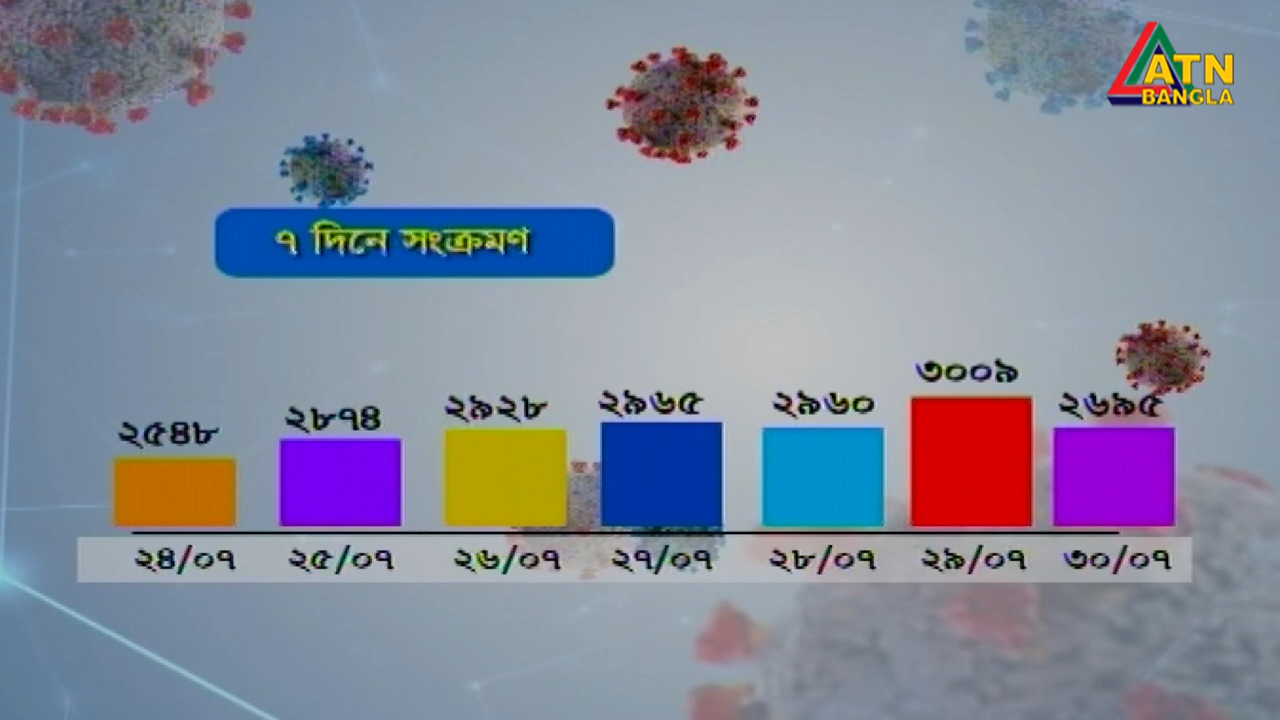 ATN
BANGLA
৭ দিনে সংক্রমণ
২৫৪৮ ২৮৭৪ ২৯২৮ ২৯৬৫ ২৯৬০ ৩০০৯ ২৬৯৫
২৪/০৭ ২৫/০৭ ২৬/০৭ ২৭/০৭ ২৮/০৭ ২৯/০৭ ৩০/০৭